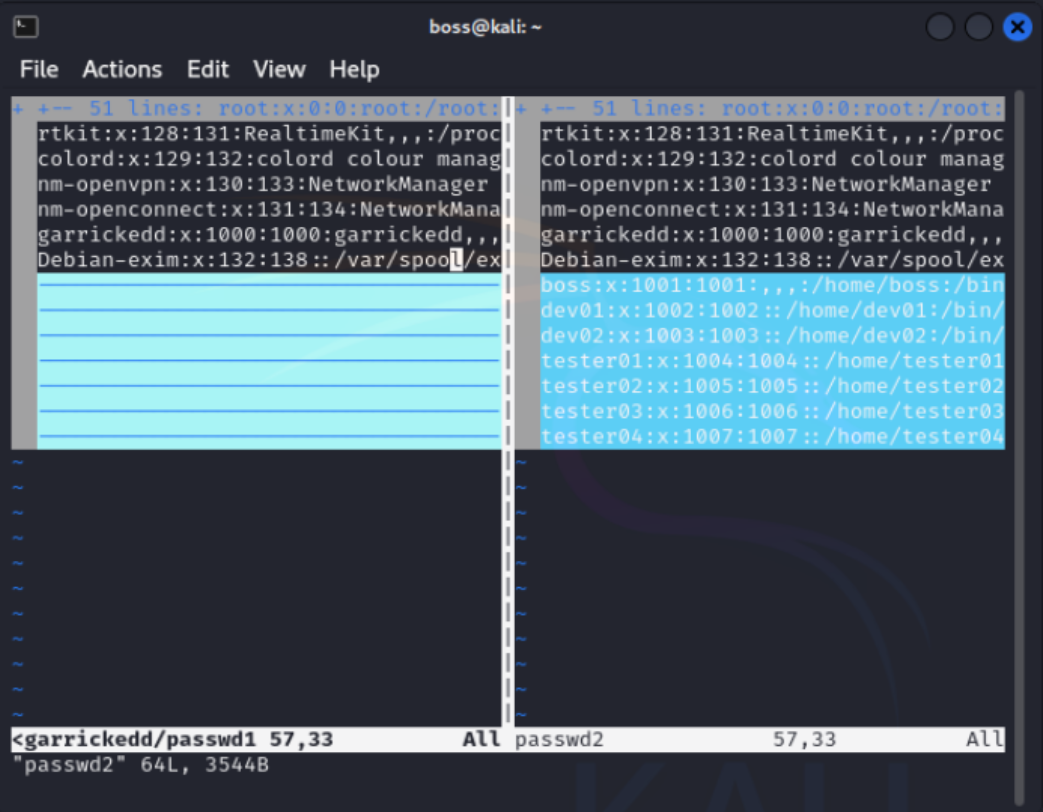 boss@kali: ~
File Actions Edit View Help
+ +-- 51 lines: root:x:0:0:root:/root:
rtkit:x:128:131:RealtimeKit,,,:/proc
colord:x:129:132:colord colour manag
nm-openvpn:x:130:133:NetworkManager
nm-openconnect:x:131:134:NetworkMana
garrickedd:x:1000:1000:garrickedd,,,
Debian-exim:x:132:138::/var/spool/ex
~
~
~
~
~
~
~
~
~
~
~
<garrickedd/passwd1 57,33 All
+ +-- 51 lines: root:x:0:0:root:/root:
rtkit:x:128:131:RealtimeKit,,,:/proc
colord:x:129:132:colord colour manag
nm-openvpn:x:130:133:NetworkManager
nm-openconnect:x:131:134:NetworkMana
garrickedd:x:1000:1000:garrickedd,,,
Debian-exim:x:132:138::/var/spool/ex
boss:x:1001:1001:,,,:/home/boss:/bin
dev01:x:1002:1002::/home/dev01:/bin/
dev02:x:1003:1003::/home/dev02:/bin/
tester01:x:1004:1004::/home/tester01
tester02:x:1005:1005::/home/tester02
tester03:x:1006:1006::/home/tester03
tester04:x:1007:1007::/home/tester04
~
~
~
~
~
~
~
~
~
~
~
passwd2 57,33 All
"passwd2" 64L, 3544B
KALI